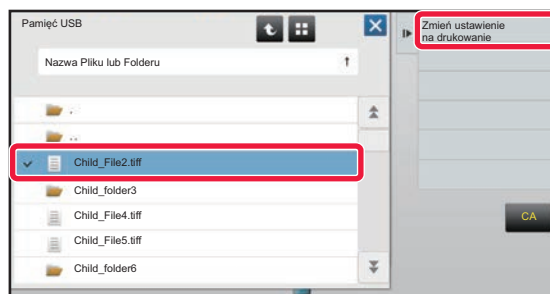 Pamięć USB
Zmień ustawienie
na drukowanie
Nazwa Pliku lub Folderu
.
..
Child_File2.tiff
Child_folder3
Child_File4.tiff
Child_File5.tiff
Child_folder6
CA